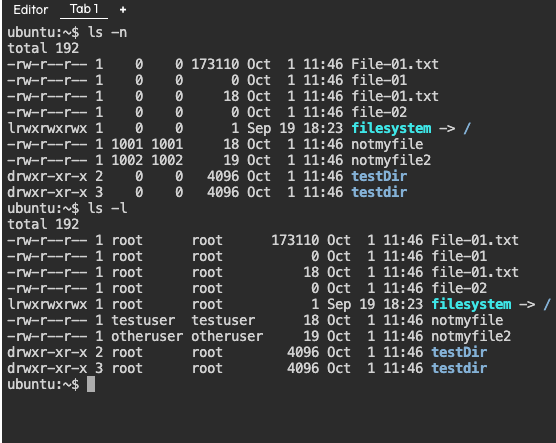 Editor Tab 1 +
ubuntu:~$ ls -n
total 192
-rw-r--r-- 1    0    0 173110 Oct  1 11:46 File-01.txt
-rw-r--r-- 1    0    0      0 Oct  1 11:46 file-01
-rw-r--r-- 1    0    0     18 Oct  1 11:46 file-01.txt
-rw-r--r-- 1    0    0      0 Oct  1 11:46 file-02
lrwxrwxrwx 1    0    0      1 Sep 19 18:23 filesystem -> /
-rw-r--r-- 1 1001 1001     18 Oct  1 11:46 notmyfile
-rw-r--r-- 1 1002 1002     19 Oct  1 11:46 notmyfile2
drwxr-xr-x 2    0    0   4096 Oct  1 11:46 testDir
drwxr-xr-x 3    0    0   4096 Oct  1 11:46 testdir
ubuntu:~$ ls -l
total 192
-rw-r--r-- 1 root      root      173110 Oct  1 11:46 File-01.txt
-rw-r--r-- 1 root      root           0 Oct  1 11:46 file-01
-rw-r--r-- 1 root      root          18 Oct  1 11:46 file-01.txt
-rw-r--r-- 1 root      root           0 Oct  1 11:46 file-02
lrwxrwxrwx 1 root      root           1 Sep 19 18:23 filesystem -> /
-rw-r--r-- 1 testuser  testuser      18 Oct  1 11:46 notmyfile
-rw-r--r-- 1 otheruser otheruser     19 Oct  1 11:46 notmyfile2
drwxr-xr-x 2 root      root        4096 Oct  1 11:46 testDir
drwxr-xr-x 3 root      root        4096 Oct  1 11:46 testdir
ubuntu:~$